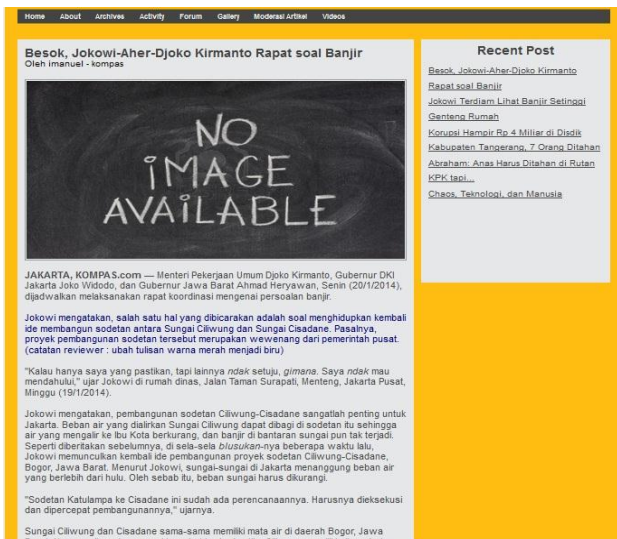 Home About Archives Activity Forum Gallery Moderasi Artikel Videos
Besok, Jokowi-Aher-Djoko Kirmanto Rapat soal Banjir
Oleh imanuel - kompas
NO
IMAGE
AVAILABLE
JAKARTA, KOMPAS.com — Menteri Pekerjaan Umum Djoko Kirmanto, Gubernur DKI
Jakarta Joko Widodo, dan Gubernur Jawa Barat Ahmad Heryawan, Senin (20/1/2014),
dijadwalkan melaksanakan rapat koordinasi mengenai persoalan banjir.
Jokowi mengatakan, salah satu hal yang dibicarakan adalah soal menghidupkan kembali
ide membangun sodetan antara Sungai Ciliwung dan Sungai Cisadane. Pasalnya,
proyek pembangunan sodetan tersebut merupakan wewenang dari pemerintah pusat.
(catatan reviewer : ubah tulisan warna merah menjadi biru)
"Kalau hanya saya yang pastikan, tapi lainnya ndak setuju, gimana. Saya ndak mau
mendahului," ujar Jokowi di rumah dinas, Jalan Taman Surapati, Menteng, Jakarta Pusat,
Minggu (19/1/2014).
Jokowi mengatakan, pembangunan sodetan Ciliwung-Cisadane sangatlah penting untuk
Jakarta. Beban air yang dialirkan Sungai Ciliwung dapat dibagi di sodetan itu sehingga
air yang mengalir ke Ibu Kota berkurang, dan banjir di bantaran sungai pun tak terjadi.
Seperti diberitakan sebelumnya, di sela-sela blusukan-nya beberapa waktu lalu,
Jokowi memunculkan kembali ide pembangunan proyek sodetan Ciliwung-Cisadane,
Bogor, Jawa Barat. Menurut Jokowi, sungai-sungai di Jakarta menanggung beban air
yang berlebih dari hulu. Oleh sebab itu, beban sungai harus dikurangi.
"Sodetan Katulampa ke Cisadane ini sudah ada perencanaannya. Harusnya dieksekusi
dan dipercepat pembangunannya," ujarnya.
Sungai Ciliwung dan Cisadane sama-sama memiliki mata air di daerah Bogor, Jawa
Recent Post
Besok, Jokowi-Aher-Djoko Kirmanto
Rapat soal Banjir
Jokowi Terdiam Lihat Banjir Setinggi
Genteng Rumah
Korupsi Hampir Rp 4 Miliar di Disdik
Kabupaten Tangerang, 7 Orang Ditahan
Abraham: Anas Harus Ditahan di Rutan
KPK tapi...
Chaos, Teknologi, dan Manusia